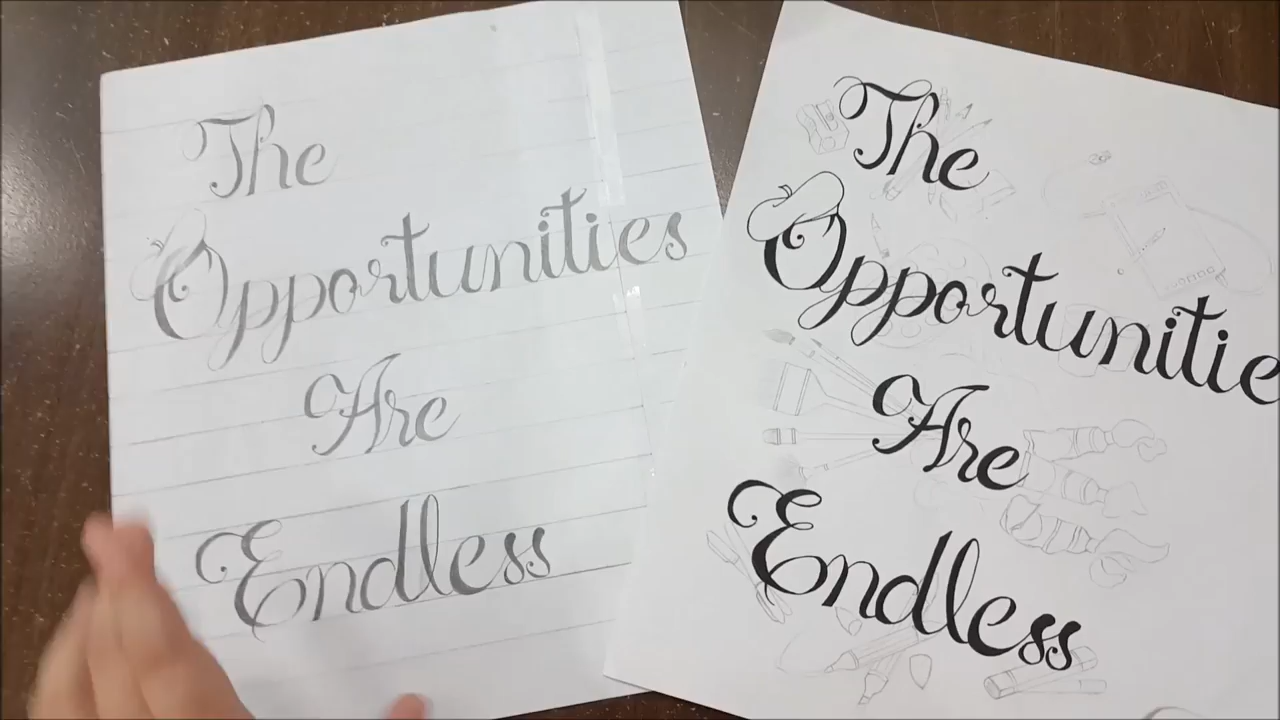 The
Opportunities
Are
Endless
The
Opportunitie
Are
Endless